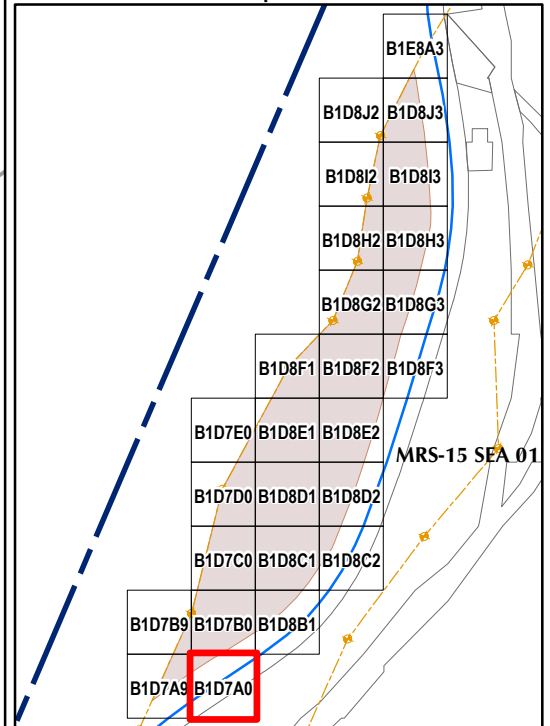 B1E8A3
B1D8J2 B1D8J3
B1D8I2 B1D8I3
B1D8H2 B1D8H3
B1D8G2 B1D8G3
B1D8F1 B1D8F2 B1D8F3
B1D7E0 B1D8E1 B1D8E2
MRS-15 SEA 01
B1D7D0 B1D8D1 B1D8D2
B1D7C0 B1D8C1 B1D8C2
B1D7B9 B1D7B0 B1D8B1
B1D7A9 B1D7A0